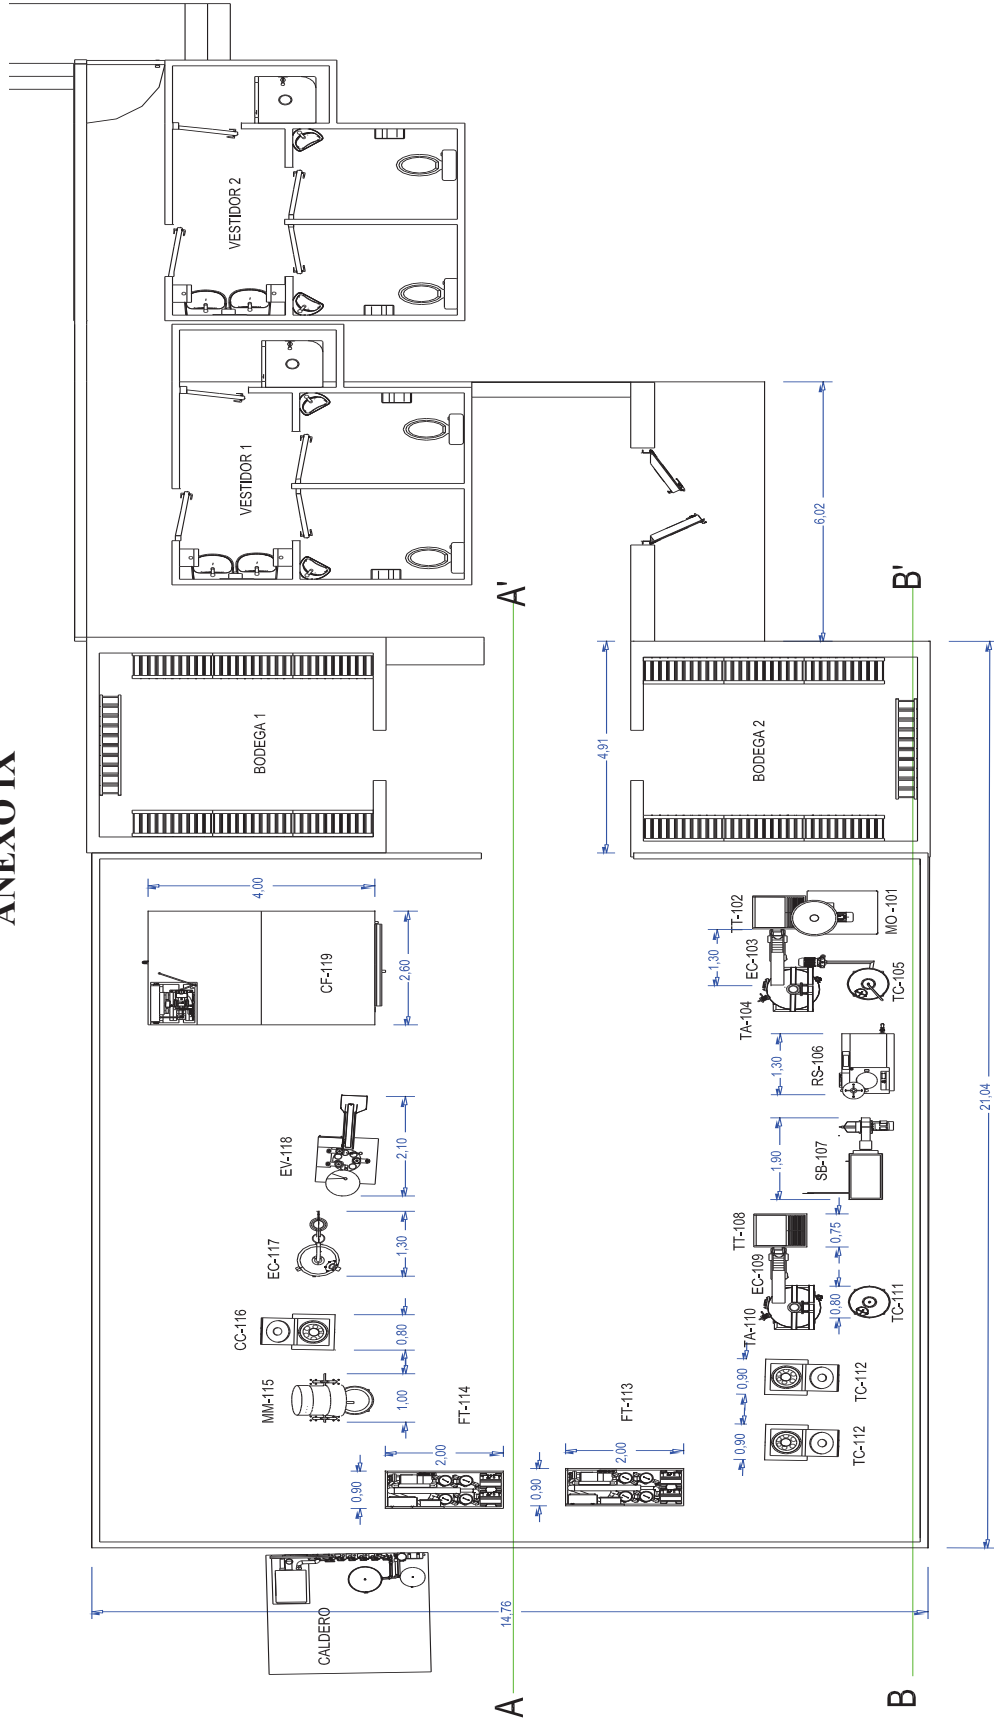 ANEXO IX
VESTIDOR 2
VESTIDOR 1
6,02
A'
B'
BODEGA 1
BODEGA 2
4,91
21,04
4,00
2,60
CF-119
TT-102
MO -101
EC-103
1,30
TA-104
TC-105
RS-106
1,30
EV-118
2,10
SB-107
1,90
EC-117
1,30
TT-108
0,75
EC-109
0,80
TA-110
TC-111
CC-116
0,80
MM-115
1,00
FT-114
2,00
0,90
FT-113
2,00
0,90
0,90
TC-112
0,90
TC-112
CALDERO
14,76
A
B